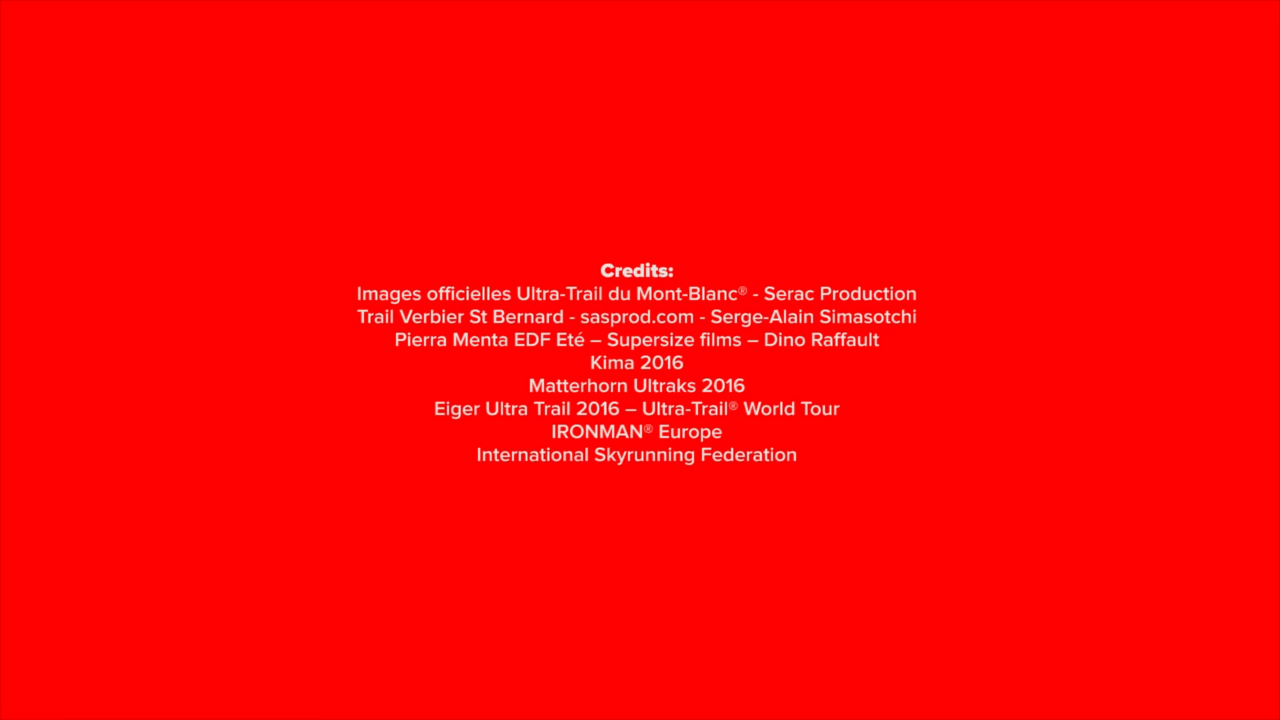 Credits:
Images officielles Ultra-Trail du Mont-Blanc® - Serac Production
Trail Verbier St Bernard - sasprod.com - Serge-Alain Simasotchi
Pierra Menta EDF Eté – Supersize films – Dino Raffault
Kima 2016
Matterhorn Ultraks 2016
Eiger Ultra Trail 2016 – Ultra-Trail® World Tour
IRONMAN® Europe
International Skyrunning Federation